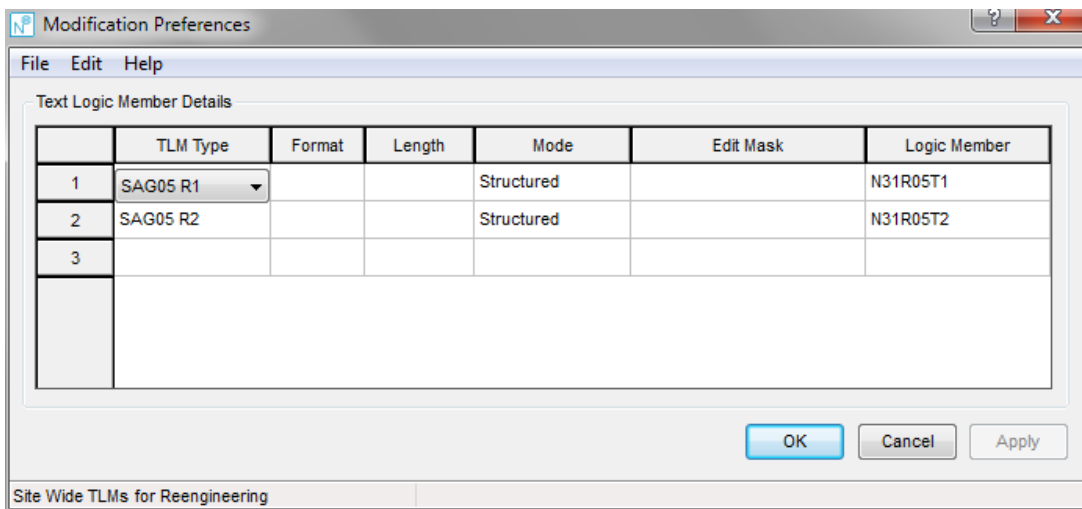 Modification Preferences
File Edit Help
Text Logic Member Details
TLM Type Format Length Mode Edit Mask Logic Member
1 SAG05 R1 Structured N31R05T1
2 SAG05 R2 Structured N31R05T2
3
OK Cancel Apply
Site Wide TLMs for Reengineering